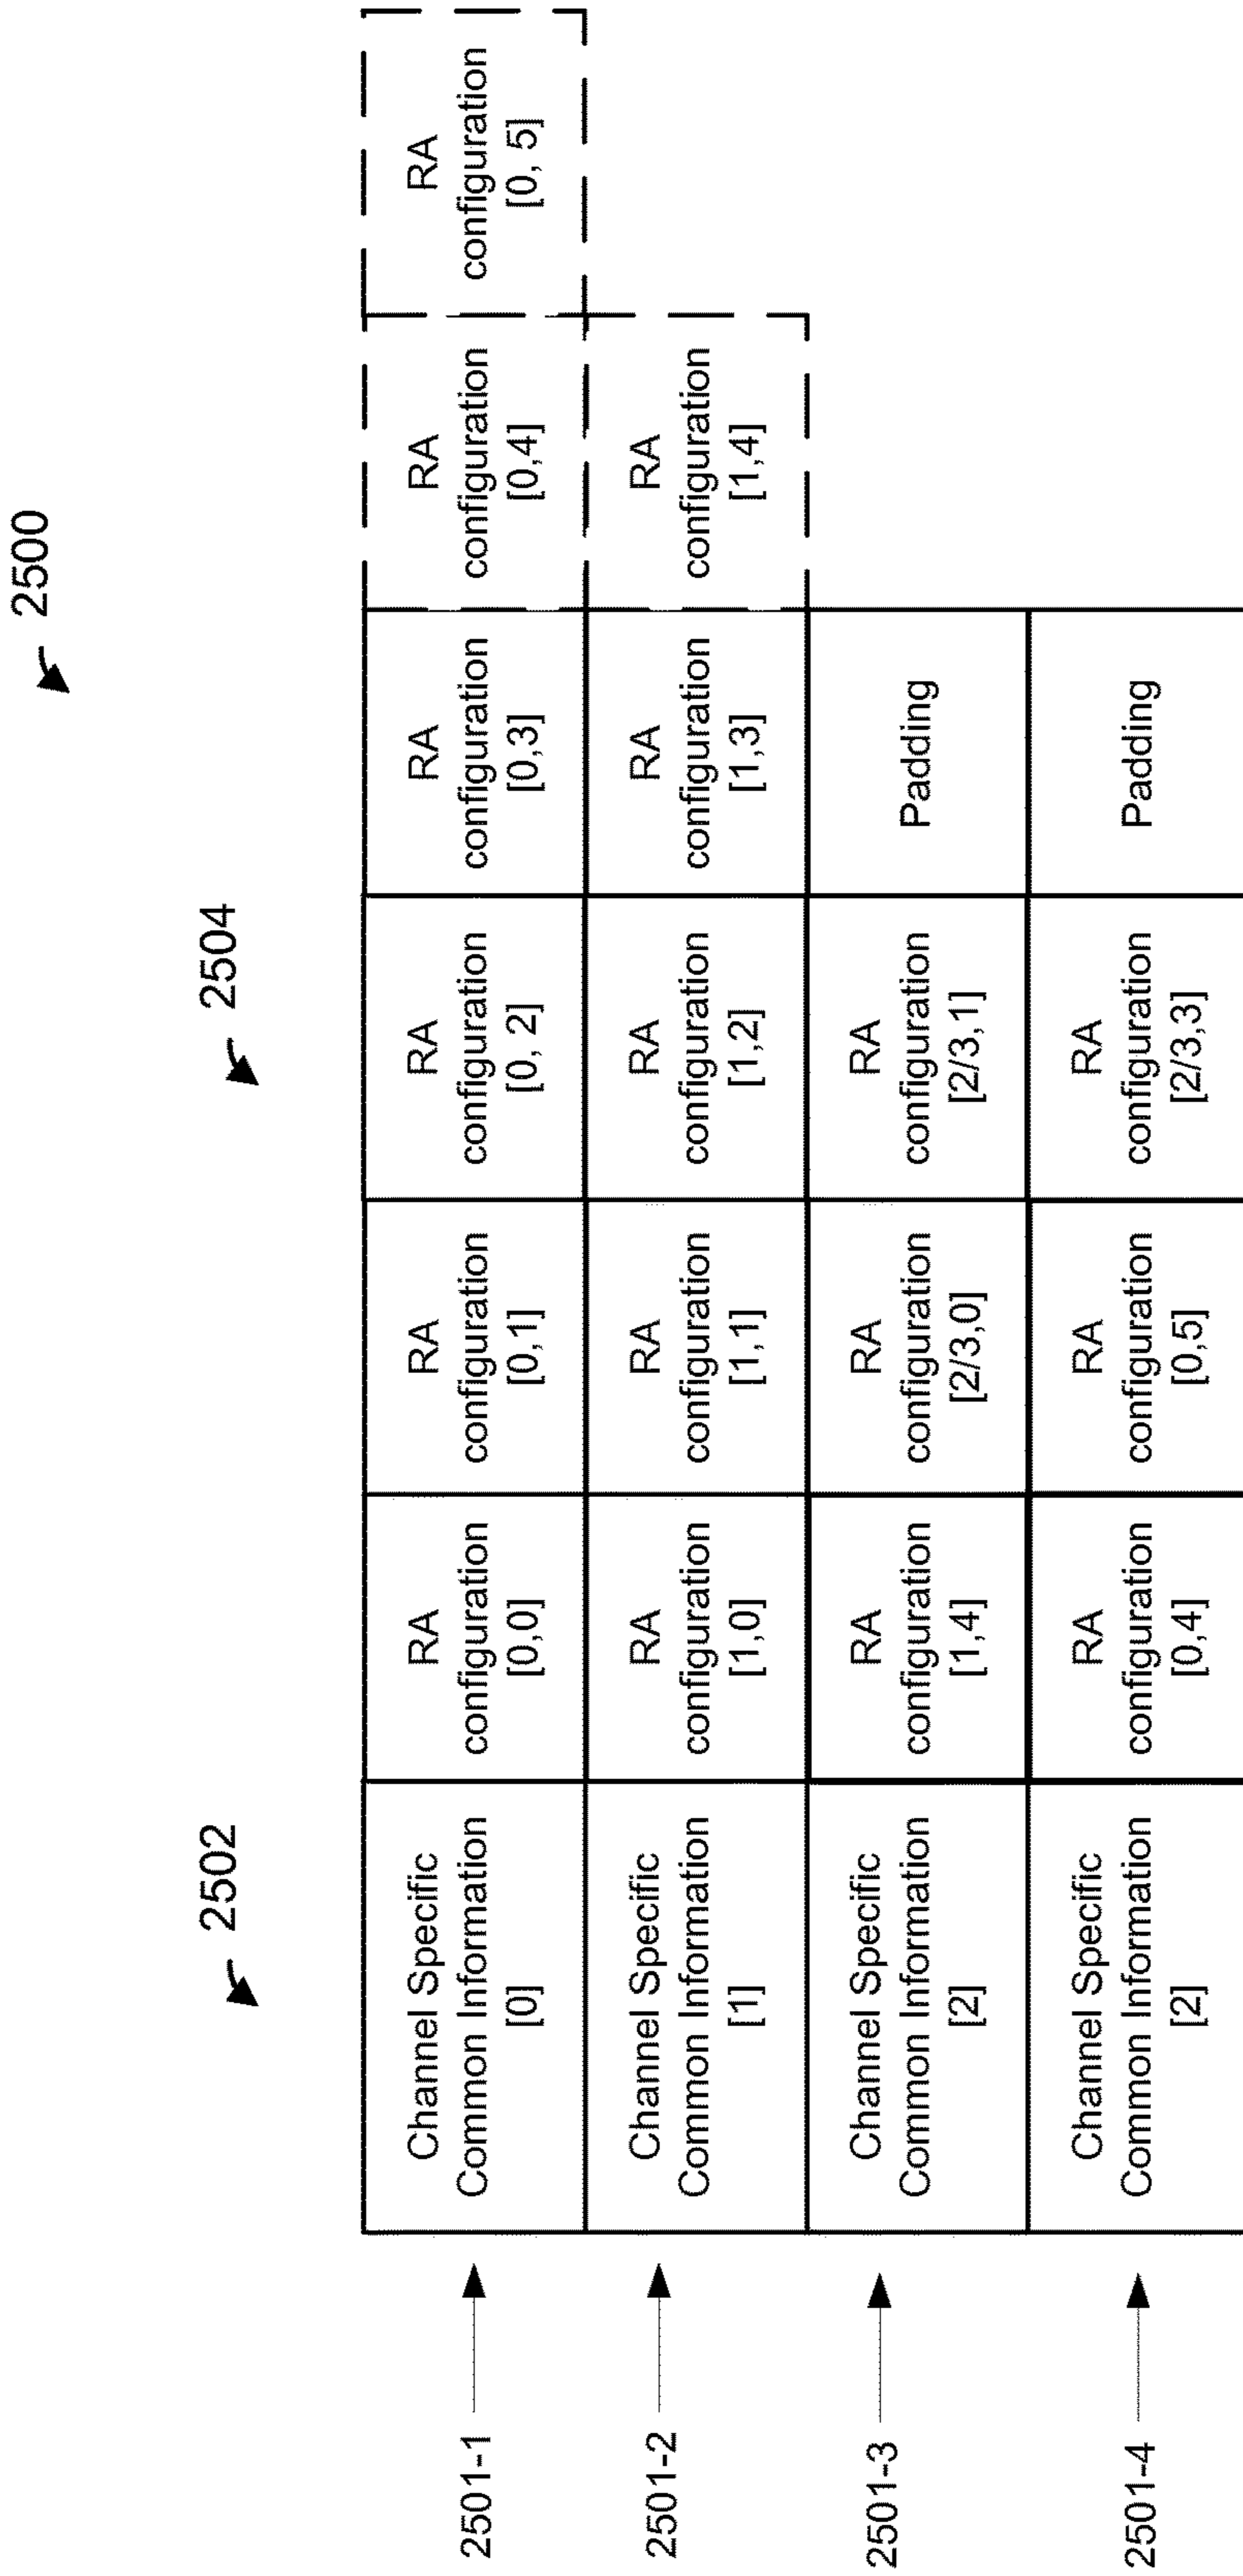 2500
2502
2504
2501-1
Channel Specific
Common Information
[0]
RA
configuration
[0,0]
RA
configuration
[0,1]
RA
configuration
[0, 2]
RA
configuration
[0,3]
RA
configuration
[0,4]
RA
configuration
[0, 5]
2501-2
Channel Specific
Common Information
[1]
RA
configuration
[1,0]
RA
configuration
[1,1]
RA
configuration
[1,2]
RA
configuration
[1,3]
RA
configuration
[1,4]
2501-3
Channel Specific
Common Information
[2]
RA
configuration
[1,4]
RA
configuration
[2/3,0]
RA
configuration
[2/3,1]
Padding
2501-4
Channel Specific
Common Information
[2]
RA
configuration
[0,4]
RA
configuration
[0,5]
RA
configuration
[2/3,3]
Padding